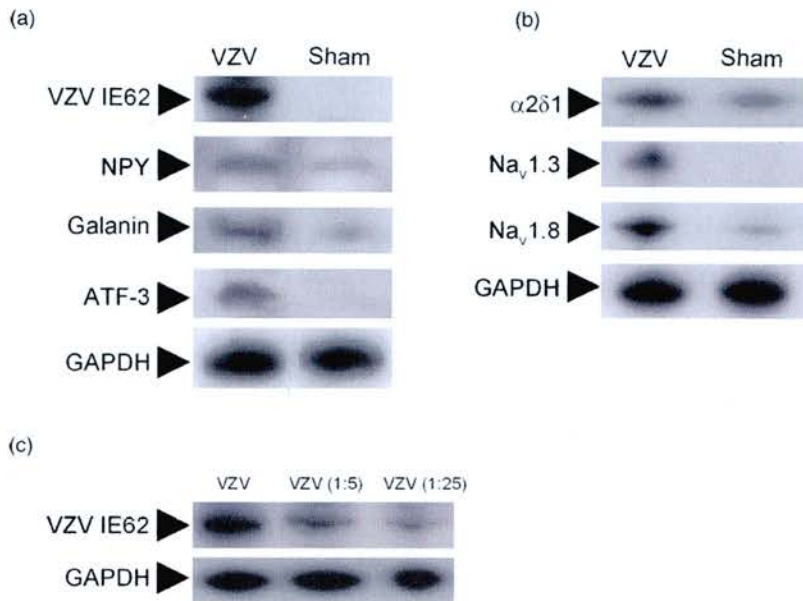 (a)
VZV Sham
VZV IE62
NPY
Galanin
ATF-3
GAPDH
(b)
VZV Sham
α2δ1
Nav1.3
Nav1.8
GAPDH
(c)
VZV VZV (1:5) VZV (1:25)
VZV IE62
GAPDH